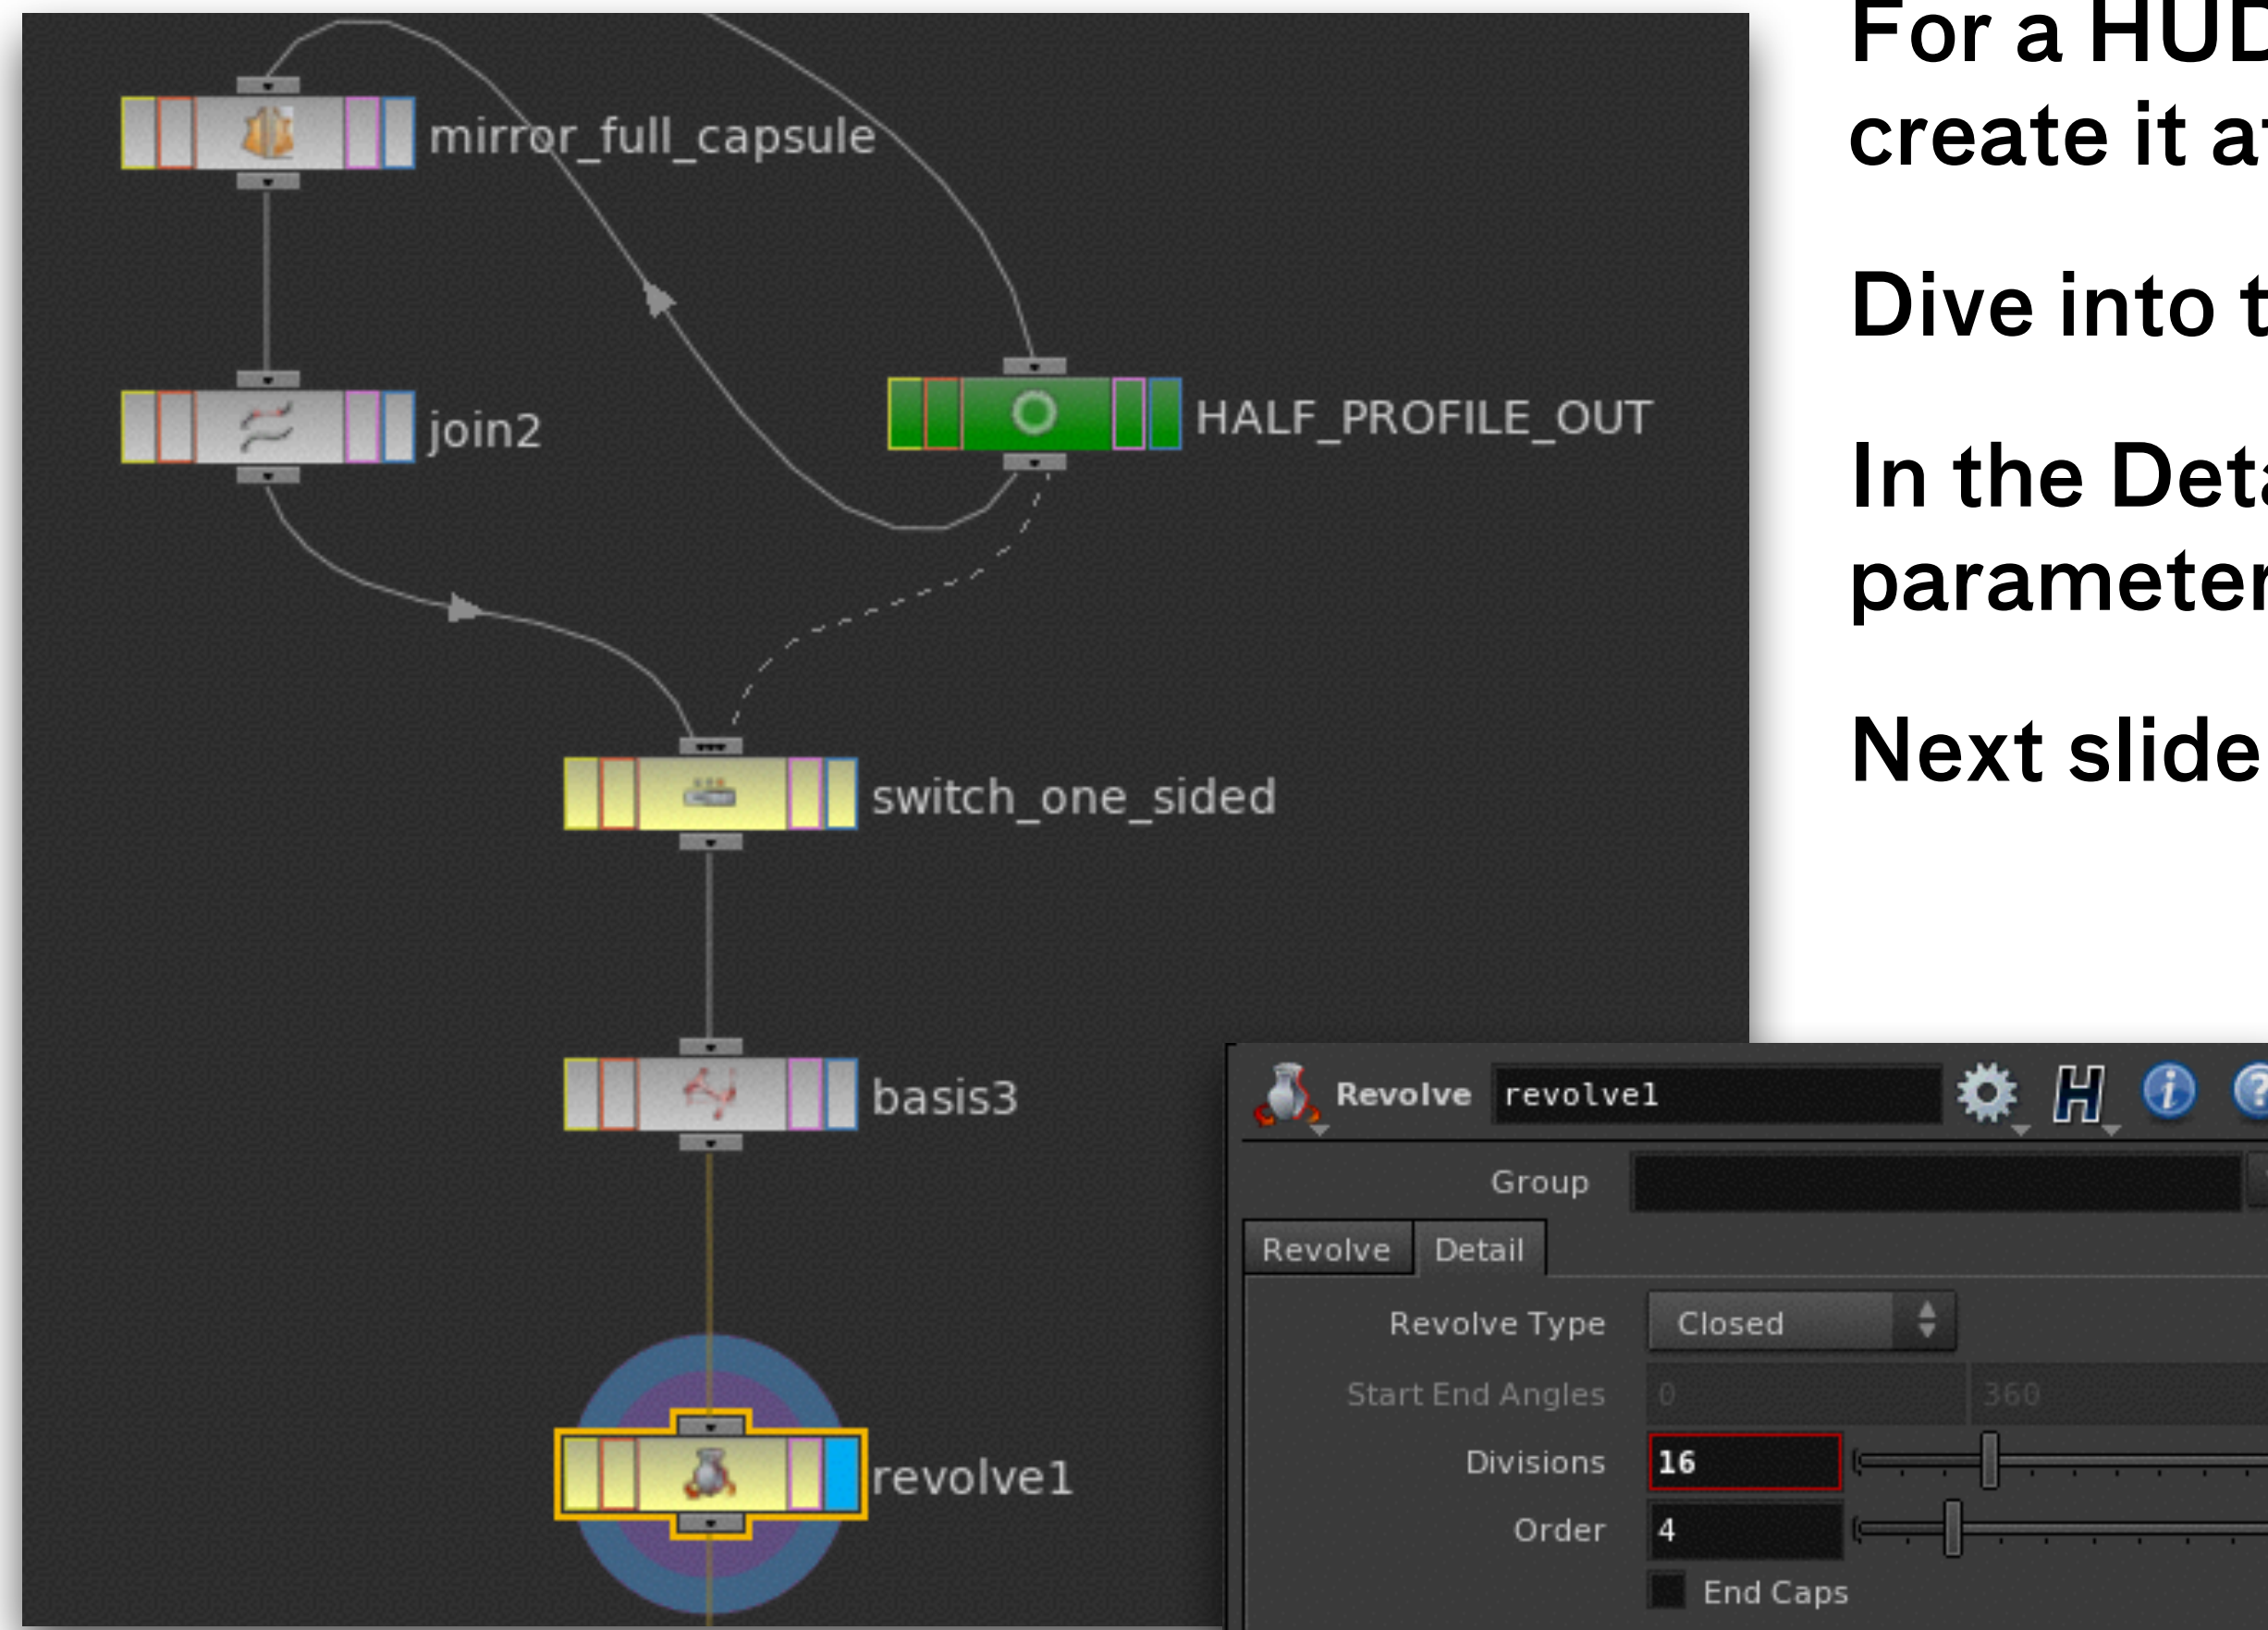 For a HUD
create it
Dive into
In the
parameter
Next slide
mirror_full_capsule
join2
HALF_PROFILE_OUT
switch_one_sided
basis3
revolve1
Revolve revolve1
Group
Revolve Detail
Revolve Type Closed
Start End Angles 0 360
Divisions 16
Order 4
End Caps